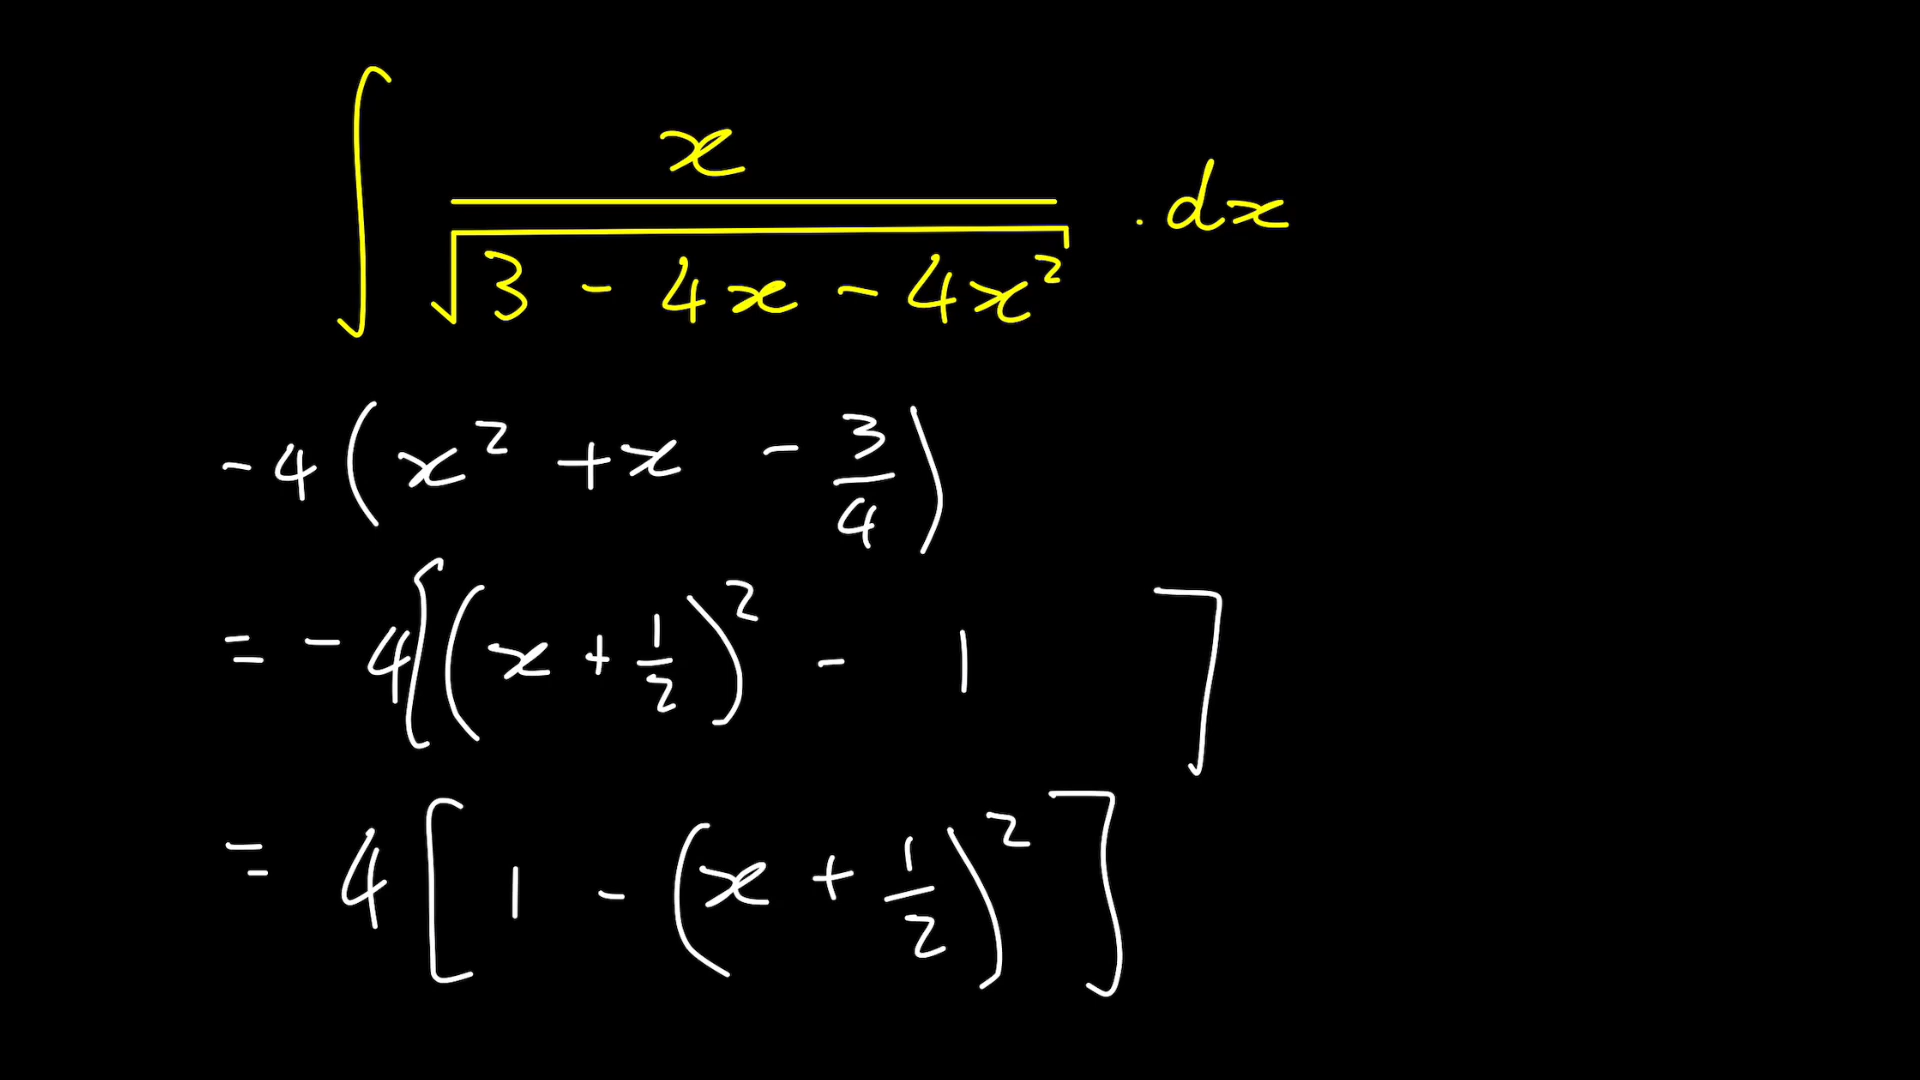 ∫ x / √(3 - 4x - 4x²) . dx
-4(x² + x - 3/4)
= -4[(x + 1/2)² - 1]
= 4[1 - (x + 1/2)²]